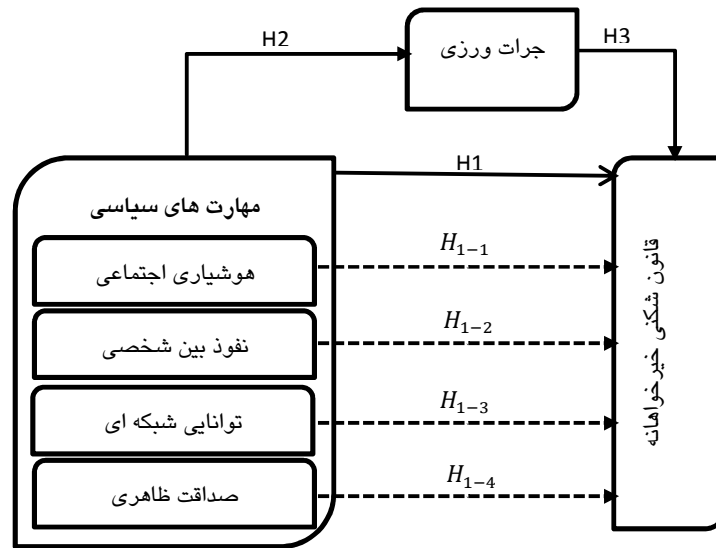 H2
جرات ورزی
H3
H1
مهارت های سیاسی
هوشیاری اجتماعی
H₁₋₁
نفوذ بین شخصی
H₁₋₂
توانایی شبکه ای
H₁₋₃
صداقت ظاهری
H₁₋₄
قانون شکنی خیرخواهانه